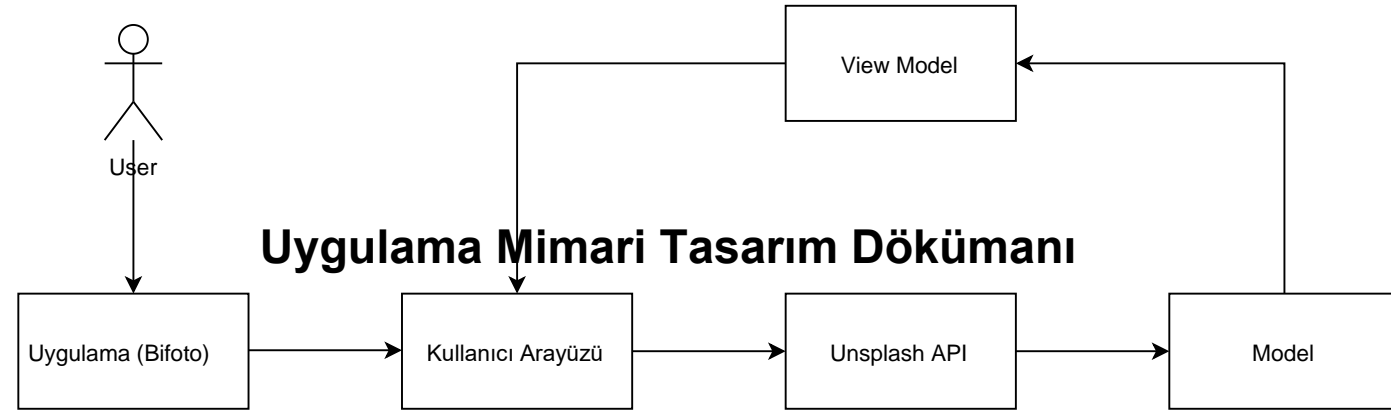 View Model
User
Uygulama Mimari Tasarım Dökümanı
Uygulama (Bifoto)
Kullanıcı Arayüzü
Unsplash API
Model